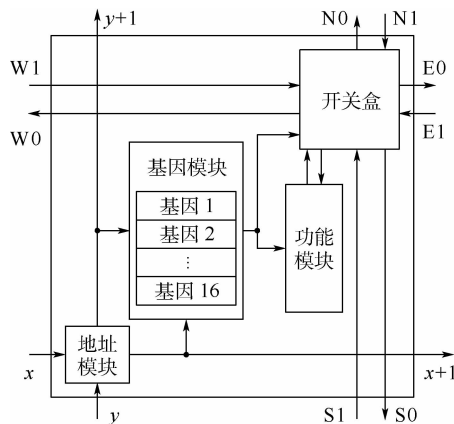 y+1
N0
N1
W1
E0
开关盒
W0
E1
基因模块
基因 1
基因 2
⋮
基因 16
功能
模块
地址
模块
x
x+1
y
S1
S0